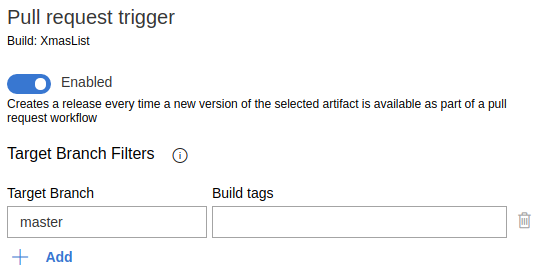 Pull request trigger
Build: XmasList
Enabled
Creates a release every time a new version of the selected artifact is available as part of a pull
request workflow
Target Branch Filters
Target Branch Build tags
master
Add